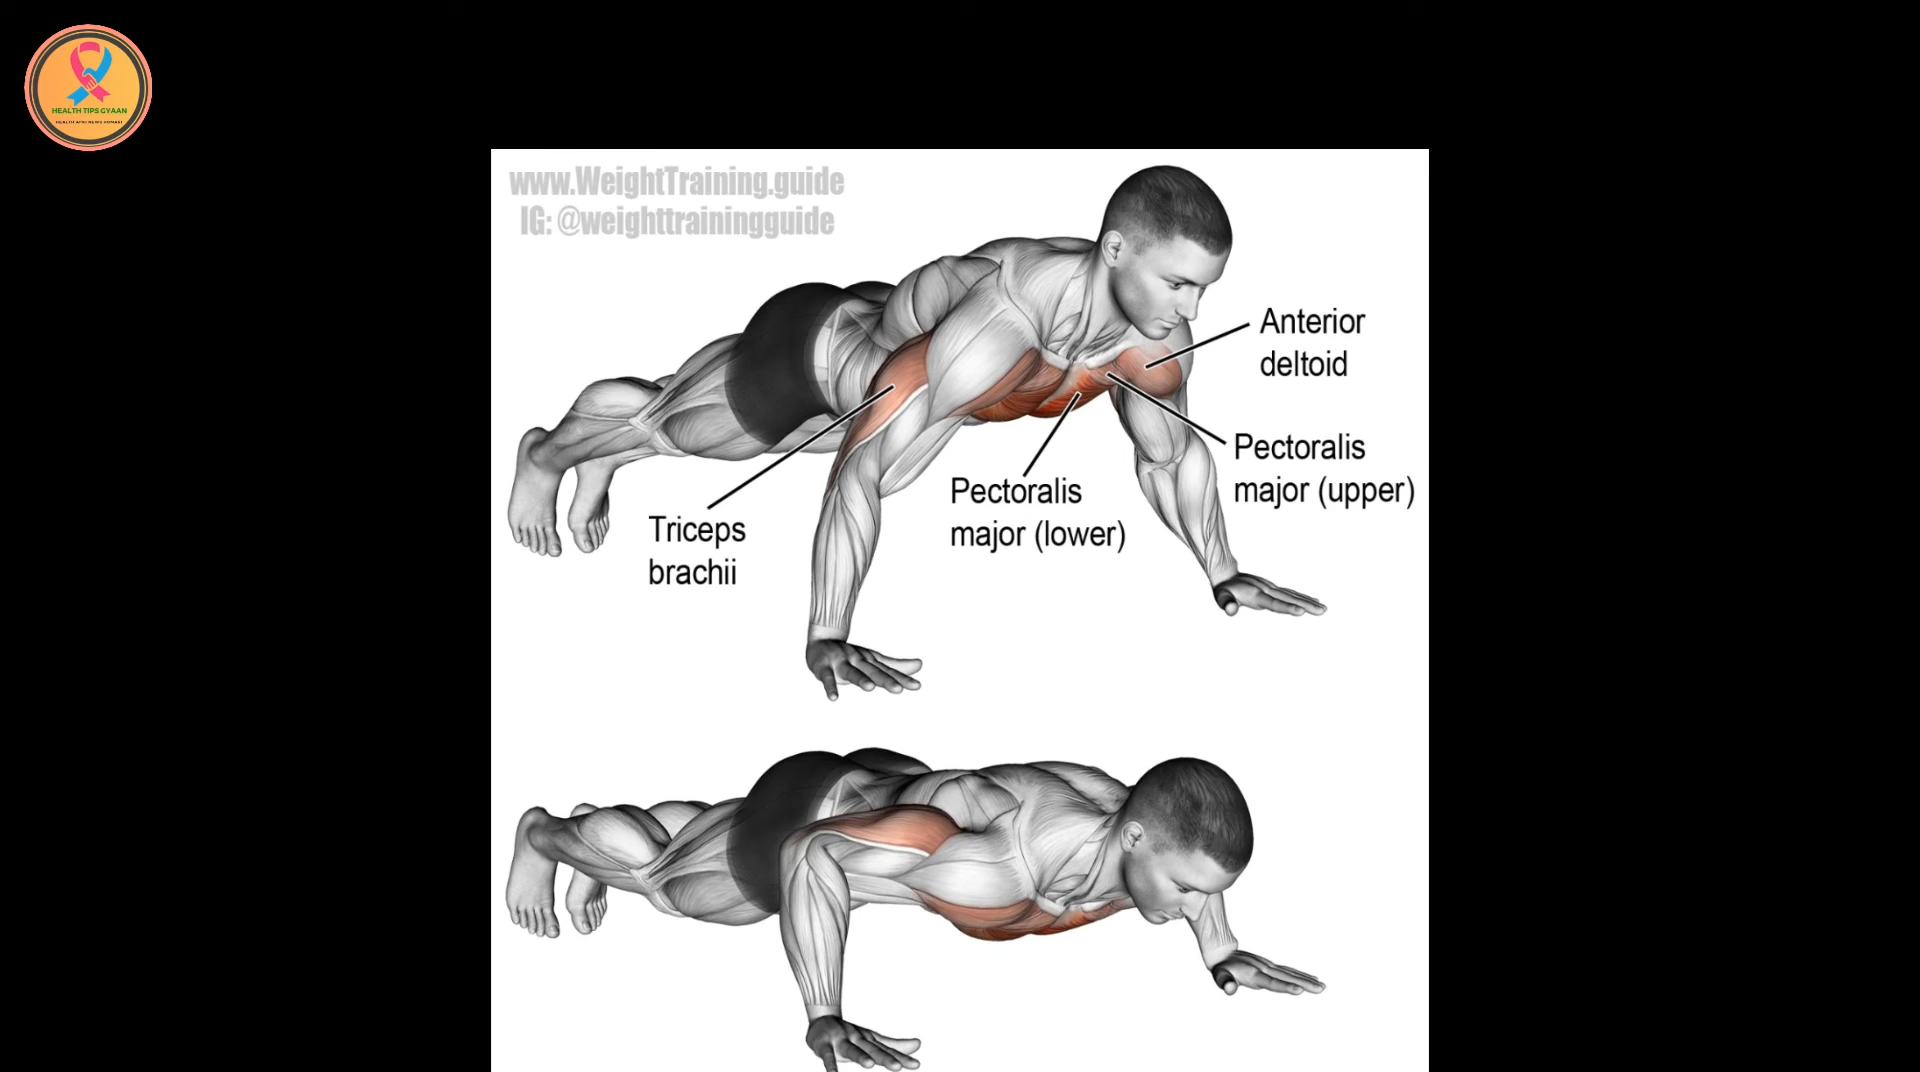 HEALTH TIPS GYAAN
www.WeightTraining.guide
IG: @weighttrainingguide
Anterior
deltoid
Pectoralis
major (upper)
Pectoralis
major (lower)
Triceps
brachii